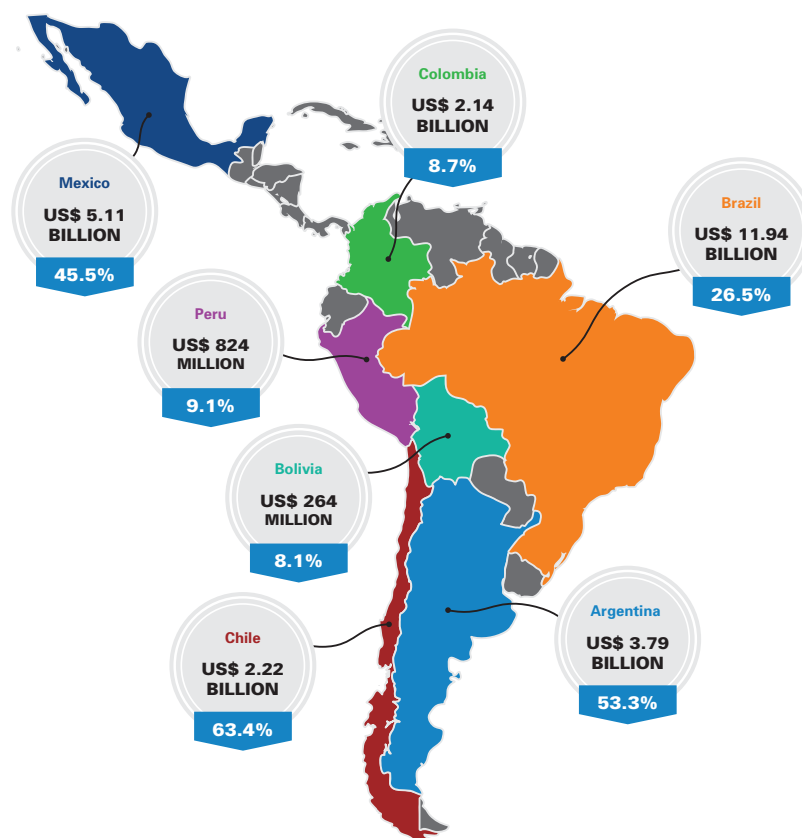 Colombia
US$ 2.14
BILLION
8.7%
Mexico
US$ 5.11
BILLION
45.5%
Brazil
US$ 11.94
BILLION
26.5%
Peru
US$ 824
MILLION
9.1%
Bolivia
US$ 264
MILLION
8.1%
Chile
US$ 2.22
BILLION
63.4%
Argentina
US$ 3.79
BILLION
53.3%